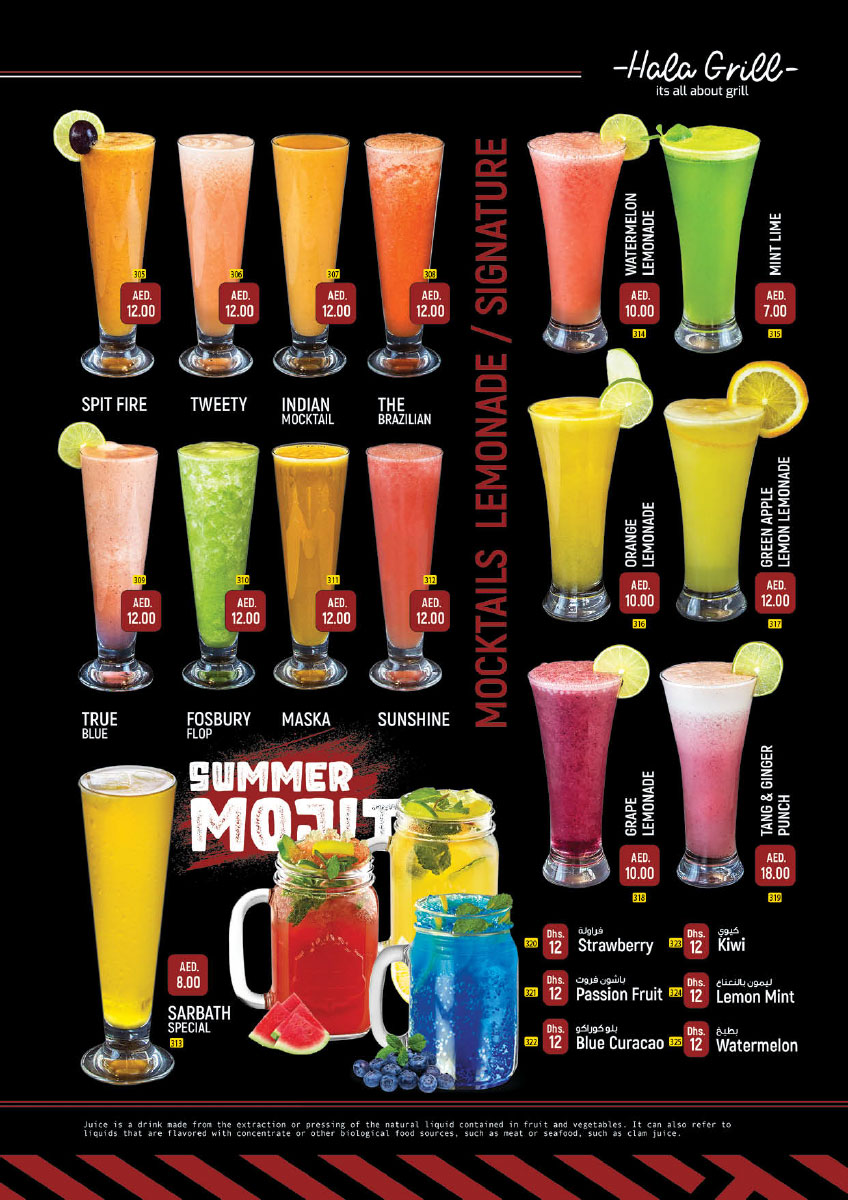 -Hala Grill-
its all about grill
MOCKTAILS LEMONADE / SIGNATURE
305
AED.
12.00
SPIT FIRE
306
AED.
12.00
TWEETY
307
AED.
12.00
INDIAN
MOCKTAIL
308
AED.
12.00
THE
BRAZILIAN
309
AED.
12.00
TRUE
BLUE
310
AED.
12.00
FOSBURY
FLOP
311
AED.
12.00
MASKA
312
AED.
12.00
SUNSHINE
WATERMELON
LEMONADE
AED.
10.00
314
MINT LIME
AED.
7.00
315
ORANGE
LEMONADE
AED.
10.00
316
GREEN APPLE
LEMON LEMONADE
AED.
12.00
317
GRAPE
LEMONADE
AED.
10.00
318
TANG & GINGER
PUNCH
AED.
18.00
319
AED.
8.00
SARBATH
SPECIAL
313
SUMMER
MOJIT
320
Dhs.
12
فراولة
Strawberry
323
Dhs.
12
كيوي
Kiwi
321
Dhs.
12
باشون فروت
Passion Fruit
324
Dhs.
12
ليمون بالنعناع
Lemon Mint
322
Dhs.
12
بلو كوراكو
Blue Curacao
325
Dhs.
12
بطيخ
Watermelon
Juice is a drink made from the extraction or pressing of the natural liquid contained in fruit and vegetables. It can also refer to
liquids that are flavored with concentrate or other biological food sources, such as meat or seafood, such as clam juice.